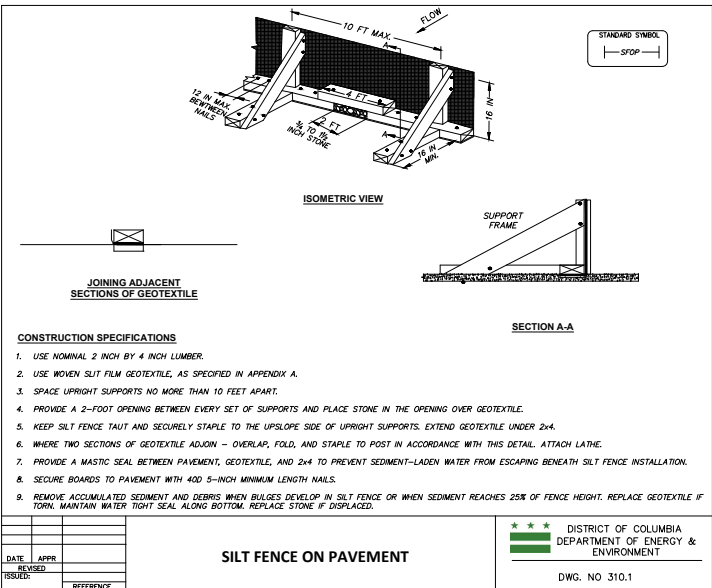 FLOW
10 FT MAX.
A
STANDARD SYMBOL
SFOP
4 FT
12 IN MAX.
BEWTWEEN
NAILS
2 FT
¾ TO 1½
INCH STONE
A
16 IN
16 IN
MIN.
ISOMETRIC VIEW
SUPPORT
FRAME
JOINING ADJACENT
SECTIONS OF GEOTEXTILE
SECTION A-A
CONSTRUCTION SPECIFICATIONS
1. USE NOMINAL 2 INCH BY 4 INCH LUMBER.
2. USE WOVEN SLIT FILM GEOTEXTILE, AS SPECIFIED IN APPENDIX A.
3. SPACE UPRIGHT SUPPORTS NO MORE THAN 10 FEET APART.
4. PROVIDE A 2-FOOT OPENING BETWEEN EVERY SET OF SUPPORTS AND PLACE STONE IN THE OPENING OVER GEOTEXTILE.
5. KEEP SILT FENCE TAUT AND SECURELY STAPLE TO THE UPSLOPE SIDE OF UPRIGHT SUPPORTS. EXTEND GEOTEXTILE UNDER 2x4.
6. WHERE TWO SECTIONS OF GEOTEXTILE ADJOIN - OVERLAP, FOLD, AND STAPLE TO POST IN ACCORDANCE WITH THIS DETAIL. ATTACH LATHE.
7. PROVIDE A MASTIC SEAL BETWEEN PAVEMENT, GEOTEXTILE, AND 2x4 TO PREVENT SEDIMENT-LADEN WATER FROM ESCAPING BENEATH SILT FENCE INSTALLATION.
8. SECURE BOARDS TO PAVEMENT WITH 40D 5-INCH MINIMUM LENGTH NAILS.
9. REMOVE ACCUMULATED SEDIMENT AND DEBRIS WHEN BULGES DEVELOP IN SILT FENCE OR WHEN SEDIMENT REACHES 25% OF FENCE HEIGHT. REPLACE GEOTEXTILE IF
TORN. MAINTAIN WATER TIGHT SEAL ALONG BOTTOM. REPLACE STONE IF DISPLACED.
DATE APPR
REVISED
ISSUED:
REFERENCE
SILT FENCE ON PAVEMENT
DISTRICT OF COLUMBIA
DEPARTMENT OF ENERGY &
ENVIRONMENT
DWG. NO 310.1